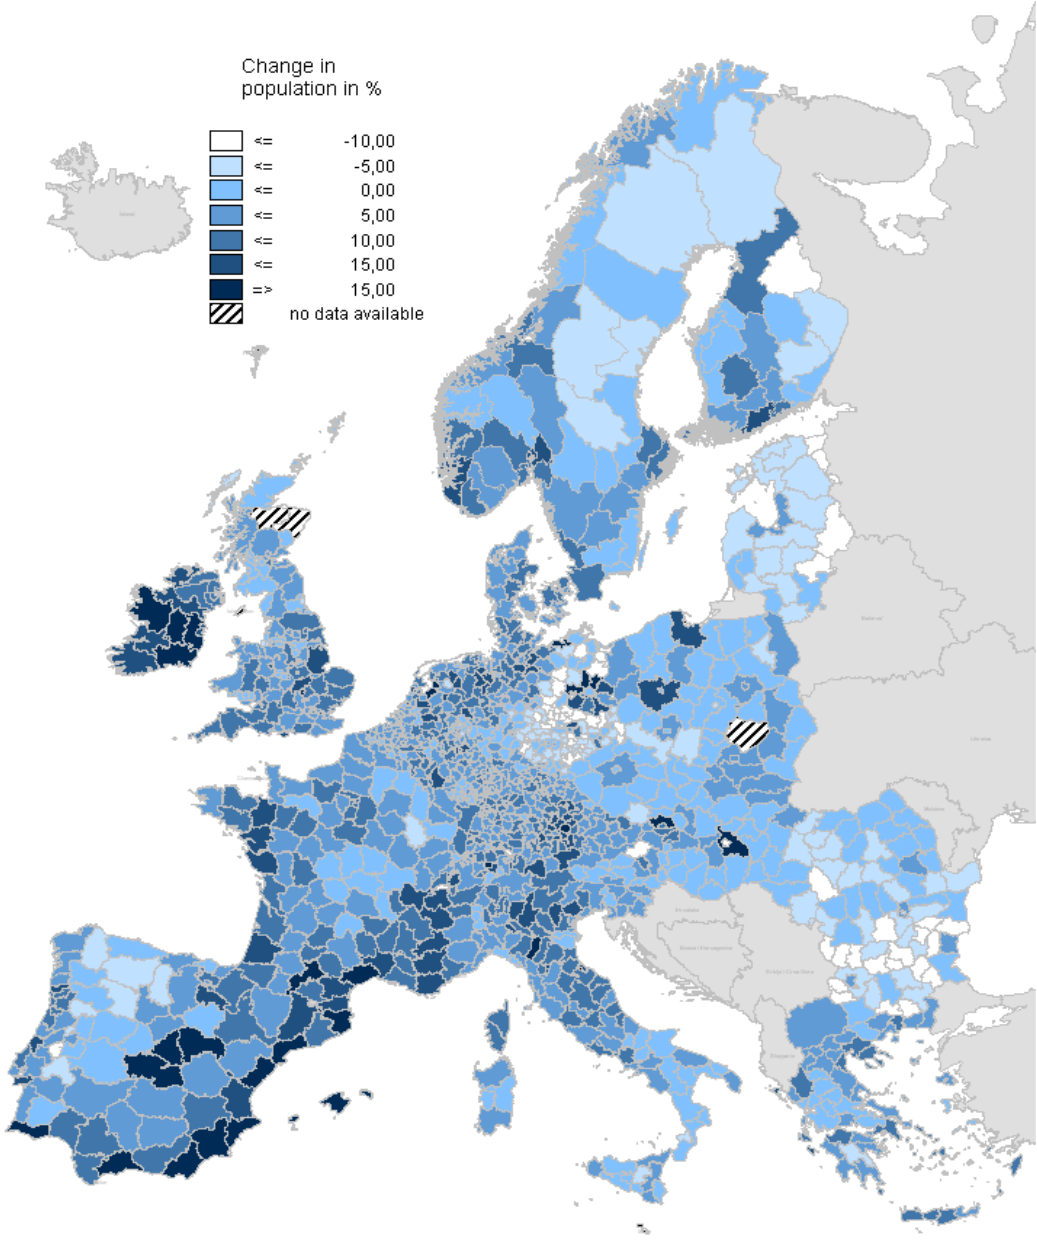 Change in
population in %
<= -10,00
<= -5,00
<= 0,00
<= 5,00
<= 10,00
<= 15,00
=> 15,00
no data available